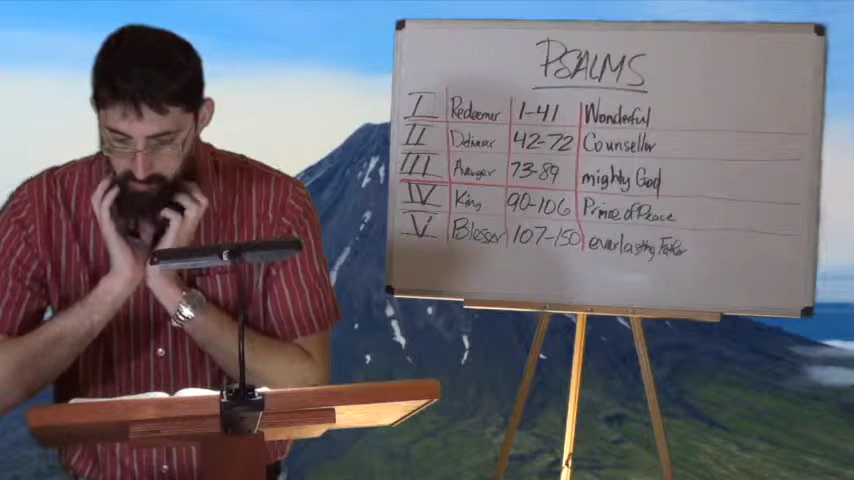 PSALMS
I Redeemer 1-41 Wonderful
II Deliverer 42-72 Counsellor
III Avenger 73-89 mighty God
IV King 90-106 Prince of Peace
V Blesser 107-150 everlasting Father